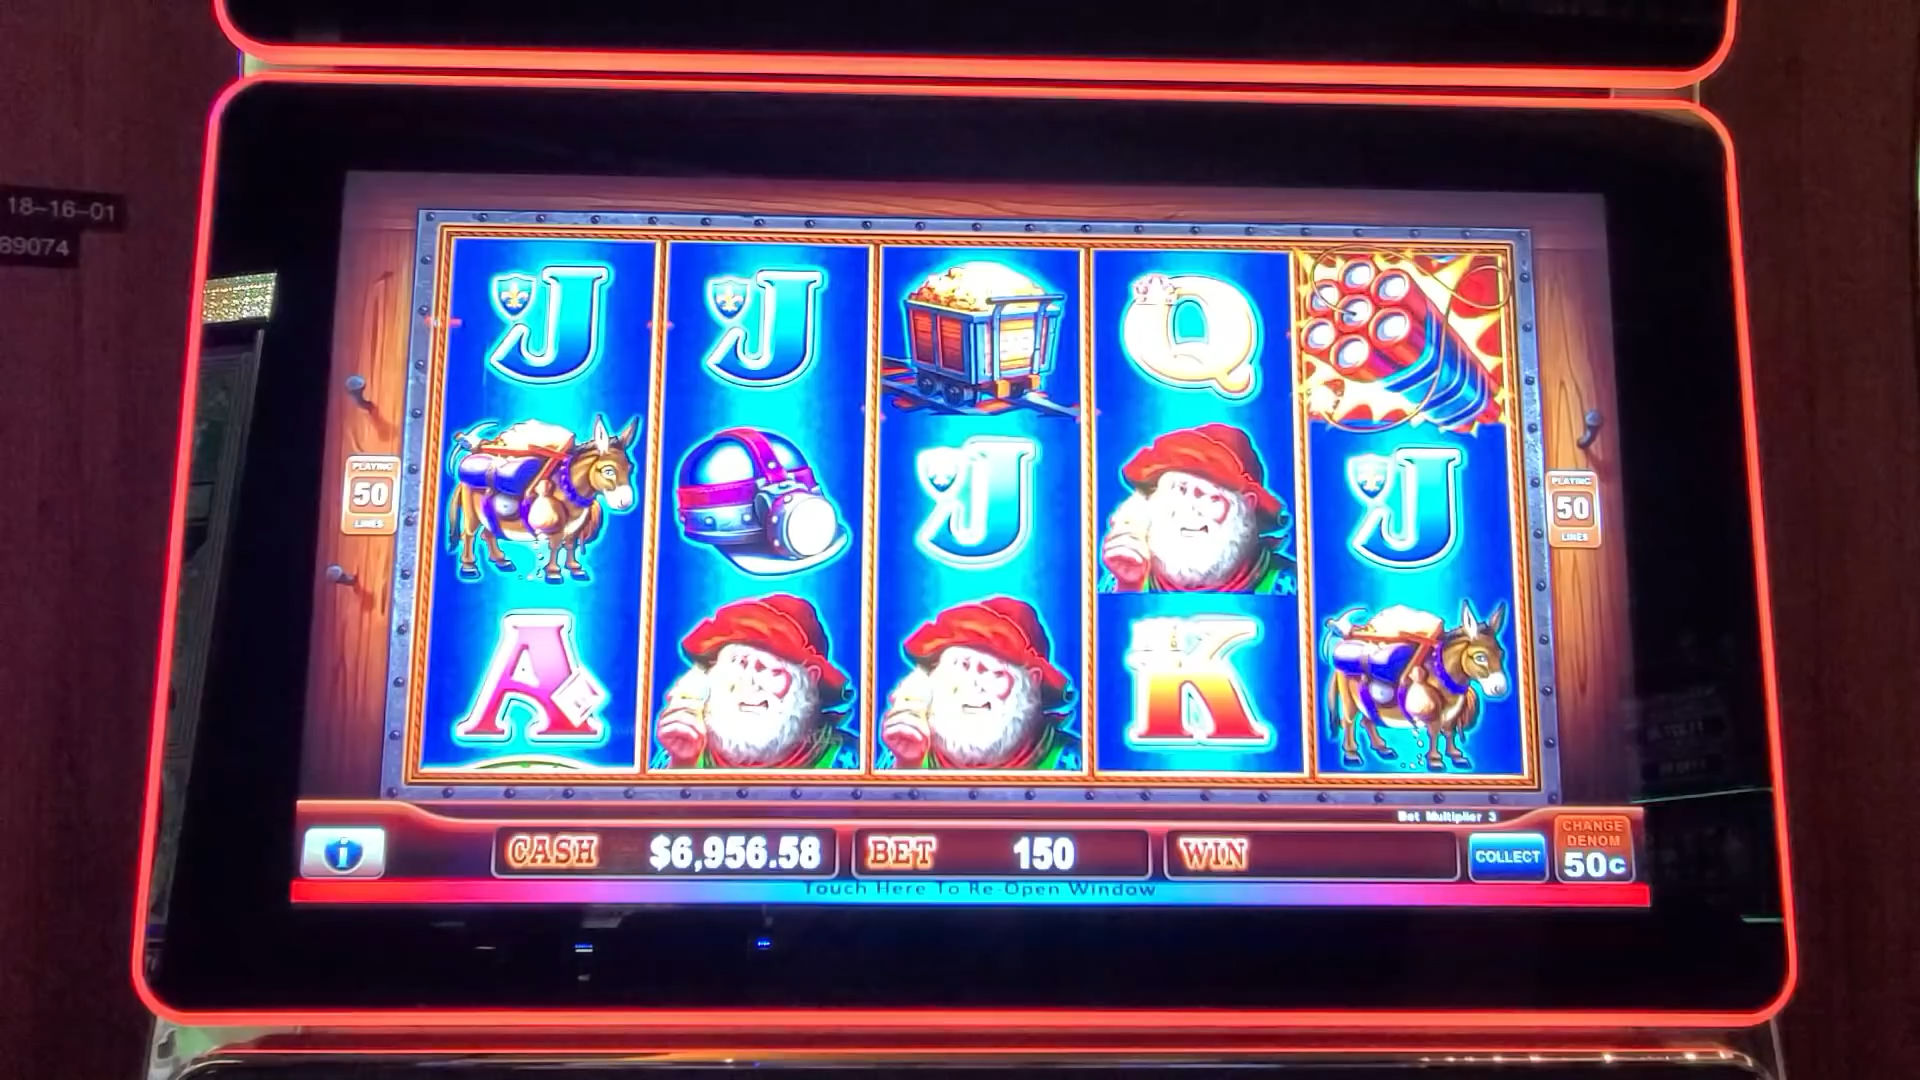 18-16-01
89074
J J Q
PLAYING
50
LINES
J J
PLAYING
50
LINES
A K
Bet Multiplier 3
i CASH $6,956.58 BET 150 WIN COLLECT
CHANGE
DENOM
50c
Touch Here To Re-Open Window